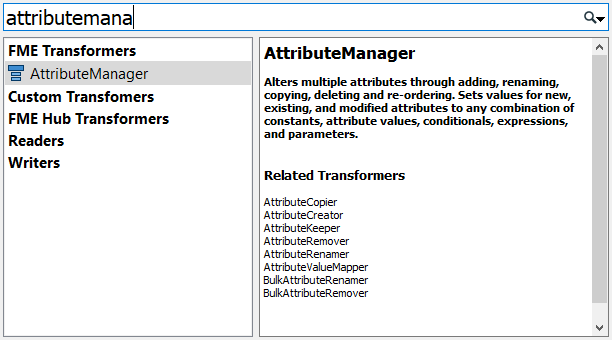 attributemana
FME Transformers
AttributeManager
Custom Transfomers
FME Hub Transformers
Readers
Writers
AttributeManager
Alters multiple attributes through adding, renaming,
copying, deleting and re-ordering. Sets values for new,
existing, and modified attributes to any combination of
constants, attribute values, conditionals, expressions,
and parameters.
Related Transformers
AttributeCopier
AttributeCreator
AttributeKeeper
AttributeRemover
AttributeRenamer
AttributeValueMapper
BulkAttributeRenamer
BulkAttributeRemover